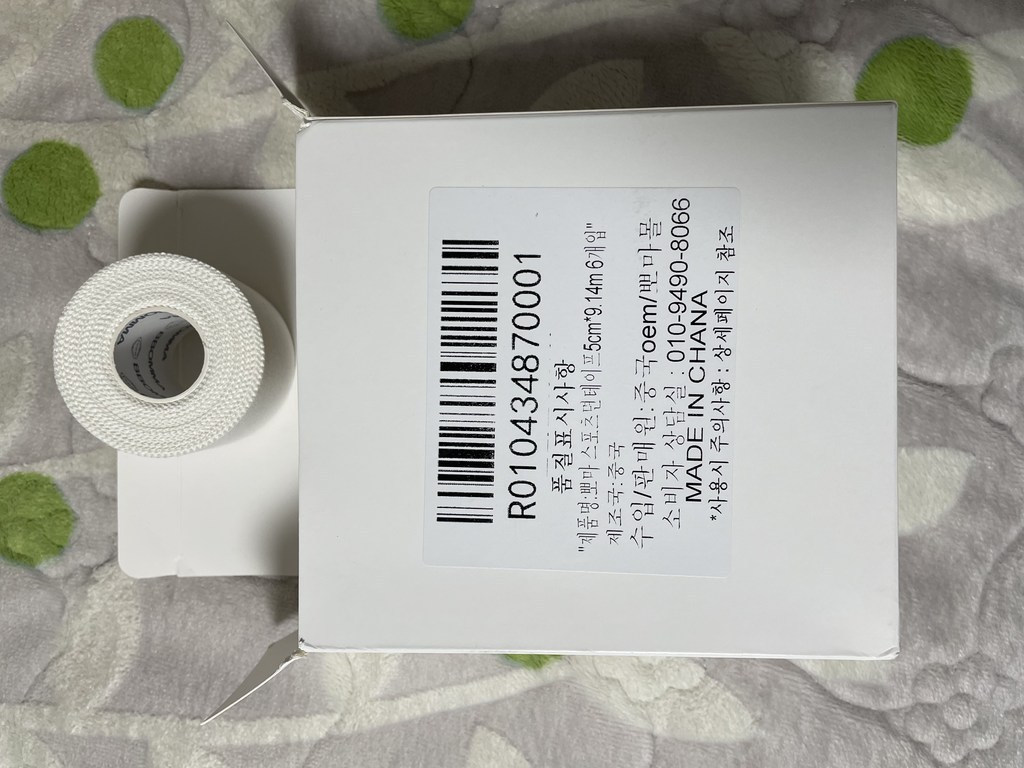 R010434870001
품질표시사항
"제품명:뽀마 스포츠면테이프5cm*9.14m 6개입"
제조국:중국
수입/판매원:중국oem/뽀마몰
소비자 상담실 : 010-9490-8066
MADE IN CHANA
*사용시 주의사항: 상세페이지 참조